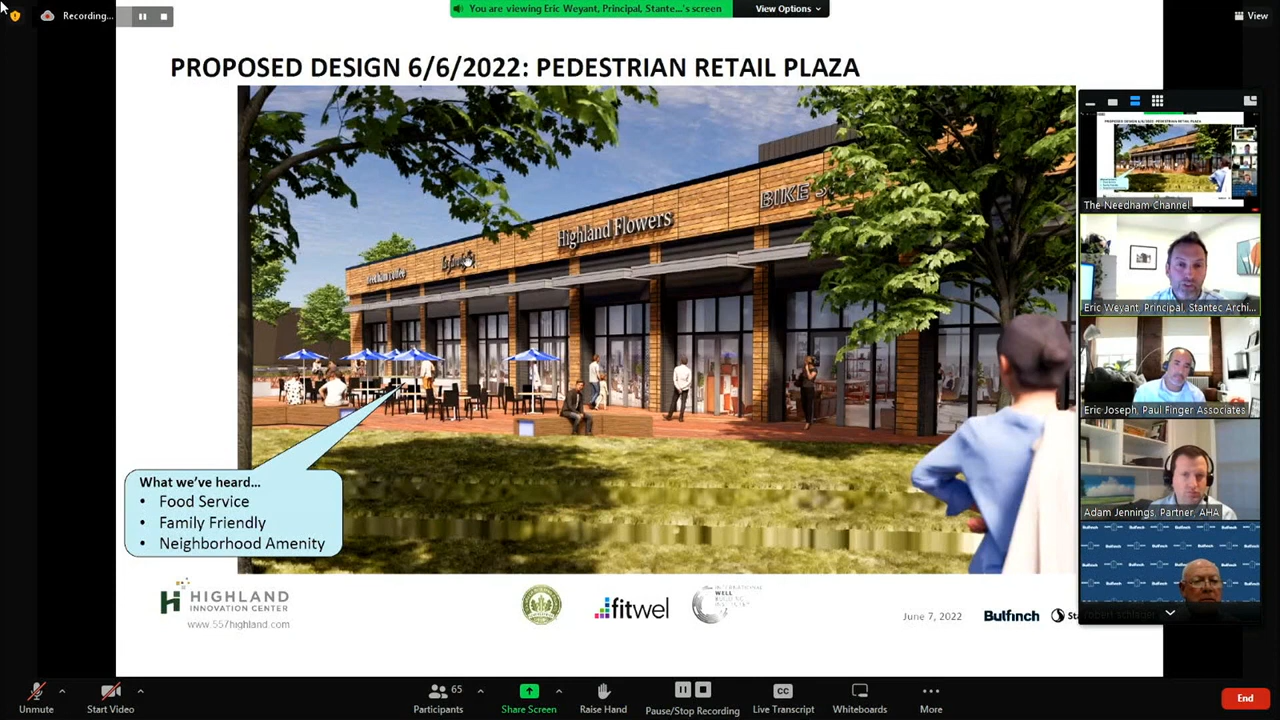 Recording...
You are viewing Eric Weyant, Principal, Stante...'s screen
View Options
View
PROPOSED DESIGN 6/6/2022: PEDESTRIAN RETAIL PLAZA
Highland Flowers
BIKE S
What we've heard...
• Food Service
• Family Friendly
• Neighborhood Amenity
HIGHLAND
INNOVATION CENTER
www.557highland.com
fitwel
INTERNATIONAL
WELL
BUILDING
INSTITUTE
June 7, 2022
Bulfinch
The Needham Channel
Eric Weyant, Principal, Stantec Archi...
Eric Joseph, Paul Finger Associates
Adam Jennings, Partner, AHA
Unmute
Start Video
Participants
65
Share Screen
Raise Hand
Pause/Stop Recording
CC
Live Transcript
Whiteboards
More
End